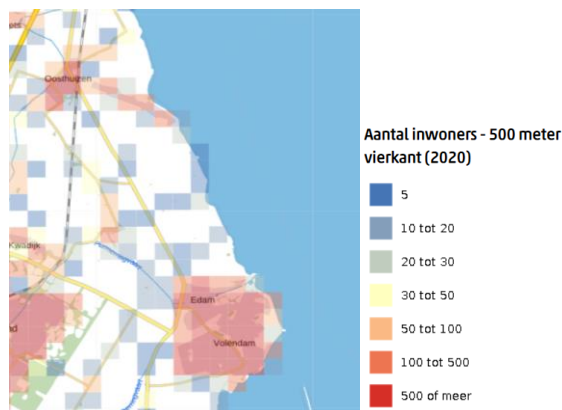 Oosthuizen
Aantal inwoners - 500 meter
vierkant (2020)
5
10 tot 20
20 tot 30
30 tot 50
Kwadijk
50 tot 100
Edam
100 tot 500
ad
Volendam
500 of meer